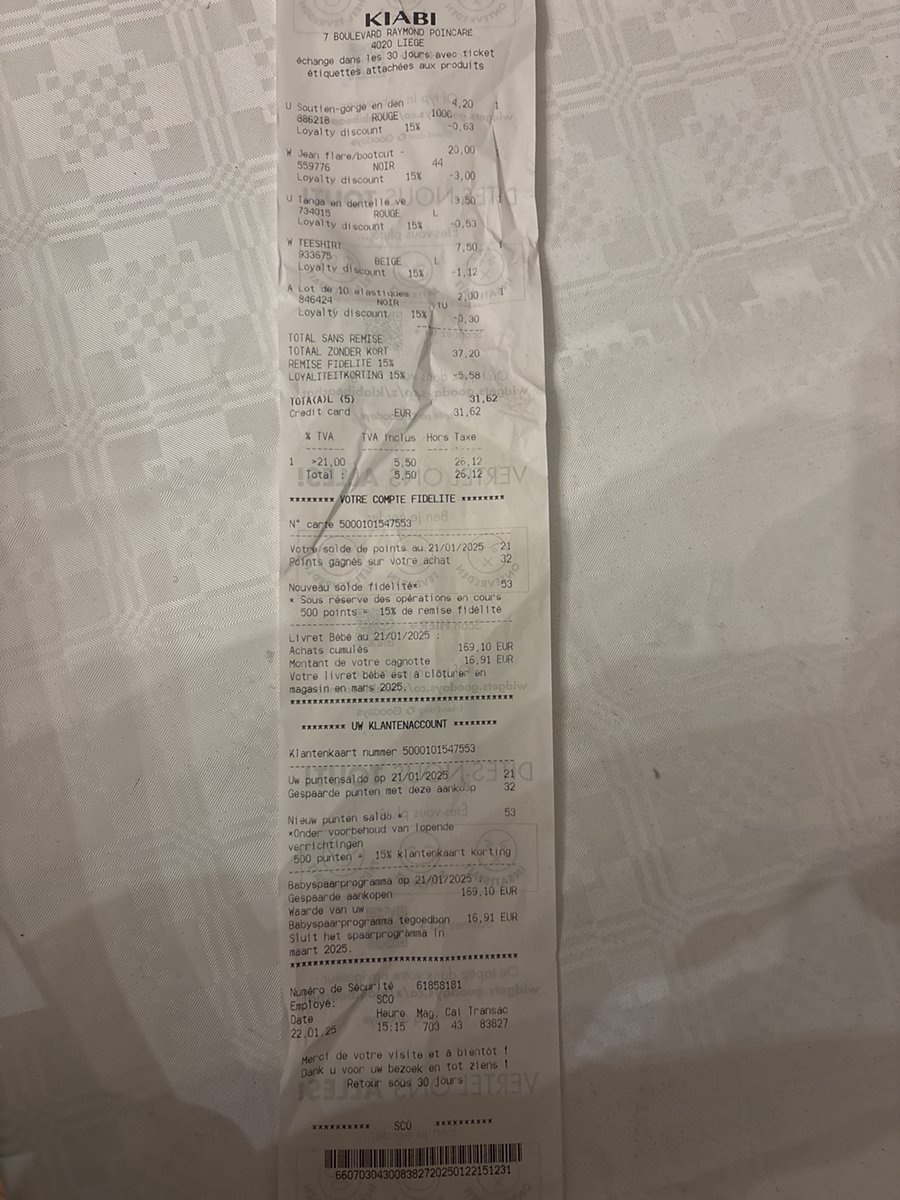 KIABI
7 BOULEVARD RAYMOND POINCARE
4020 LIEGE
échange dans les 30 jours avec ticket
étiquettes attachées aux produits
U Soutien-gorge en den 4,20 1
886218 ROUGE 100C
Loyalty discount 15% -0,63
W Jean flare/bootcut - 20,00
559776 NOIR 44
Loyalty discount 15% -3,00
U Tanga en dentelle ve 3,50
734015 ROUGE L
Loyalty discount 15% -0,53
W TEESHIRT 7,50 1
933675 BEIGE L
Loyalty discount 15% -1,12
A Lot de 10 elastiques 2,00 1
846424 NOIR TU
Loyalty discount 15% -0,30
TOTAL SANS REMISE
TOTAAL ZONDER KORT 37,20
REMISE FIDELITE 15%
LOYALITEITKORTING 15% -5,58
TOTA(A)L (5) 31,62
Credit card EUR 31,62
% TVA TVA inclus Hors Taxe
1 >21,00 5,50 26,12
Total : 5,50 26,12
******** VOTRE COMPTE FIDELITE ********
N° carte 5000101547553
Votre solde de points au 21/01/2025 21
Points gagnés sur votre achat 32
Nouveau solde fidélité* 53
* Sous réserve des opérations en cours
500 points = 15% de remise fidélité
Livret Bébé au 21/01/2025 :
Achats cumulés 169,10 EUR
Montant de votre cagnotte 16,91 EUR
Votre livret bébé est à clôturer en
magasin en mars 2025.
****************************************
******** UW KLANTENACCOUNT ********
Klantenkaart nummer 5000101547553
Uw puntensaldo op 21/01/2025 21
Gespaarde punten met deze aankoop 32
Nieuw punten saldo * 53
*Onder voorbehoud van lopende
verrichtingen
500 punten = 15% klantenkaart korting
Babyspaarprogramma op 21/01/2025 :
Gespaarde aankopen 169,10 EUR
Waarde van uw
Babyspaarprogramma tegoedbon 16,91 EUR
Sluit het spaarprogramma in
maart 2025.
****************************************
Numéro de Sécurité 61858181
Employé: SCO
Date Heure Mag. Cai Transac
22.01.25 15:15 703 43 83827
Merci de votre visite et à bientôt !
Dank u voor uw bezoek en tot ziens !
Retour sous 30 jours
********** SCO **********
660703043008382720250122151231